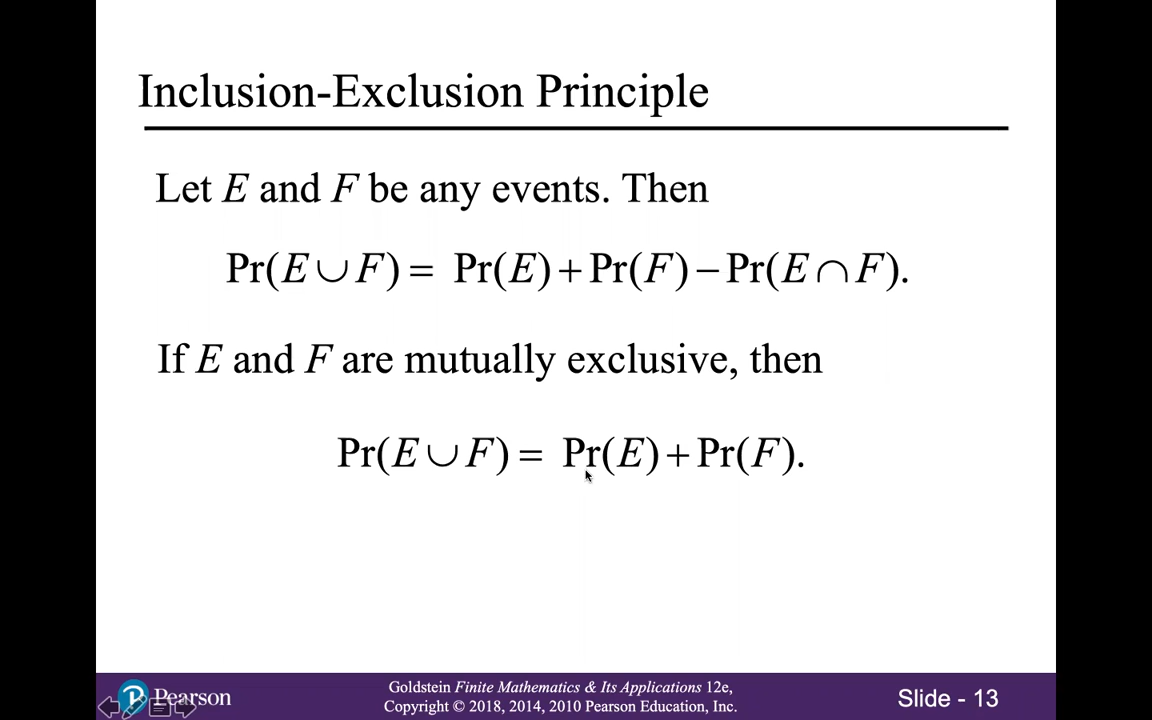 Inclusion-Exclusion Principle
Let E and F be any events. Then
Pr(E ∪ F) = Pr(E) + Pr(F) − Pr(E ∩ F).
If E and F are mutually exclusive, then
Pr(E ∪ F) = Pr(E) + Pr(F).
Pearson
Goldstein Finite Mathematics & Its Applications 12e,
Copyright © 2018, 2014, 2010 Pearson Education, Inc.
Slide - 13